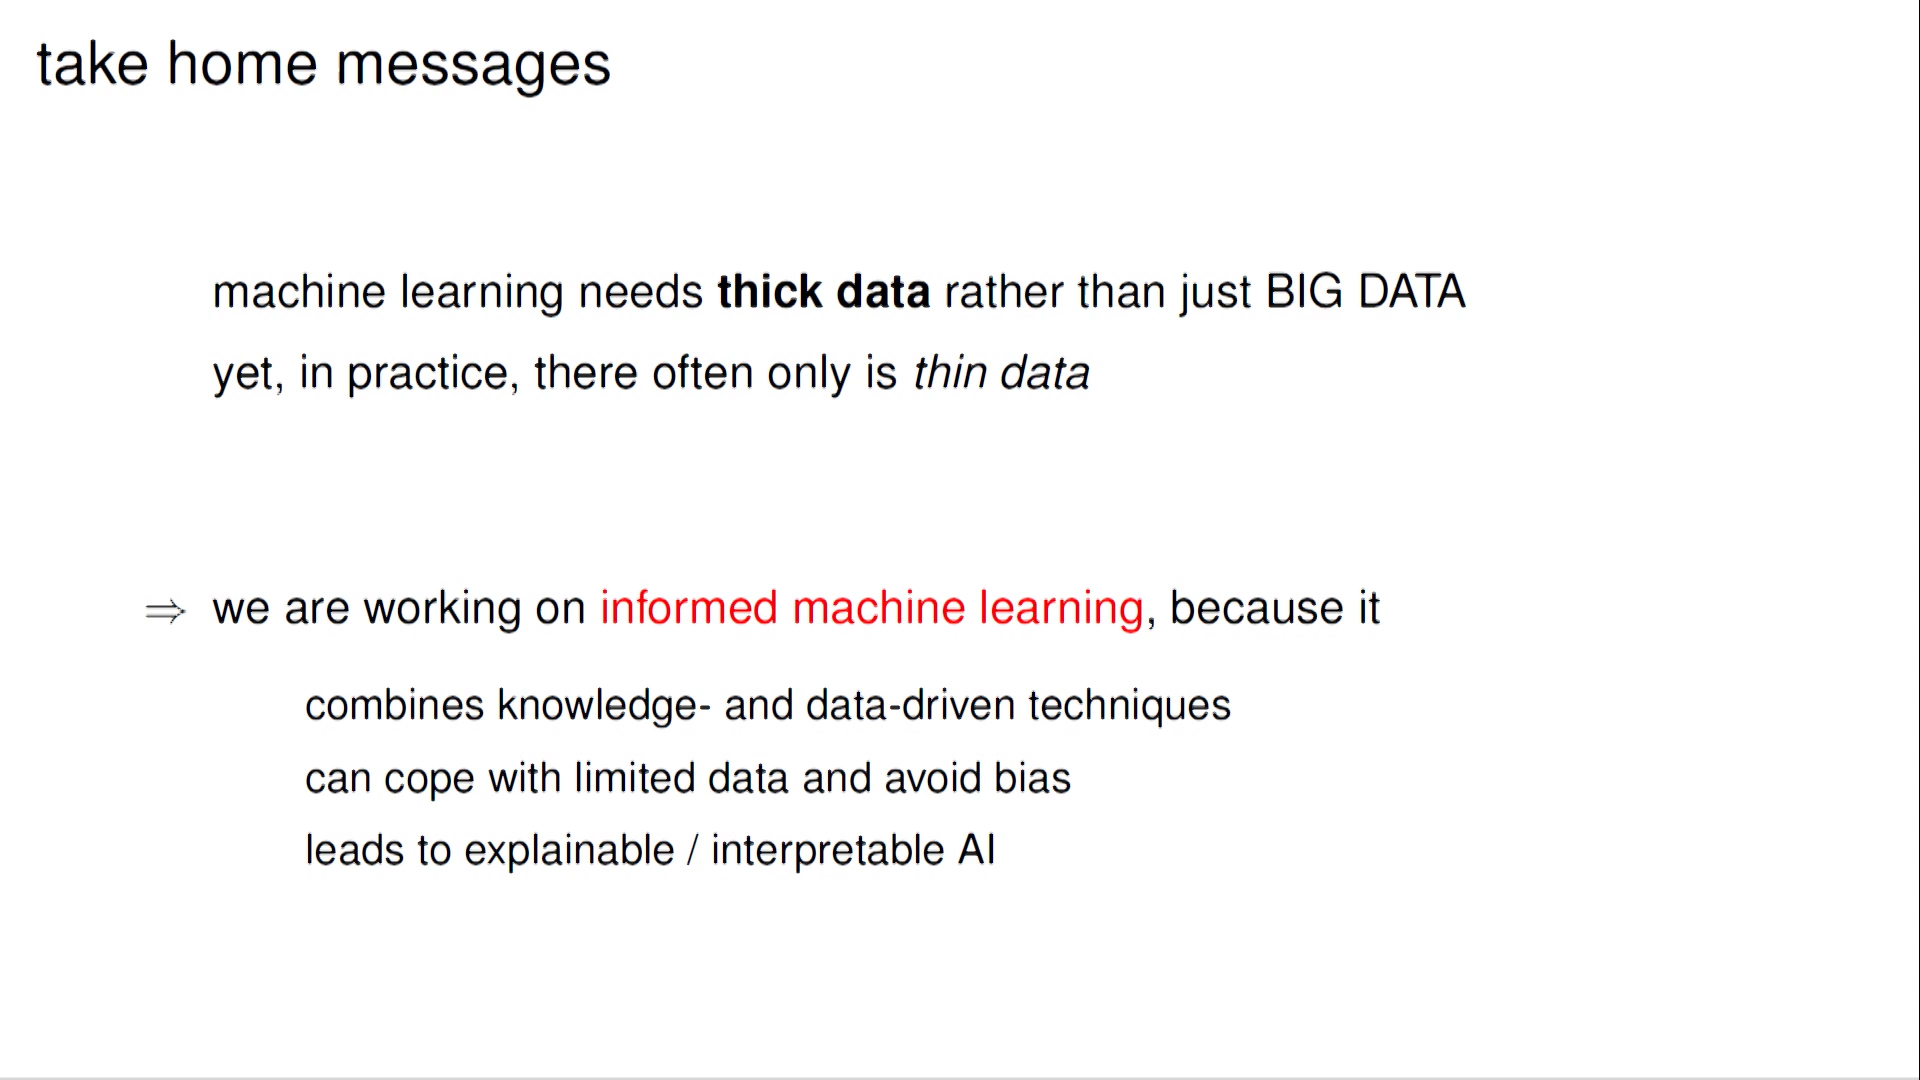 take home messages
machine learning needs thick data rather than just BIG DATA
yet, in practice, there often only is thin data
⇒ we are working on informed machine learning, because it
combines knowledge- and data-driven techniques
can cope with limited data and avoid bias
leads to explainable / interpretable AI